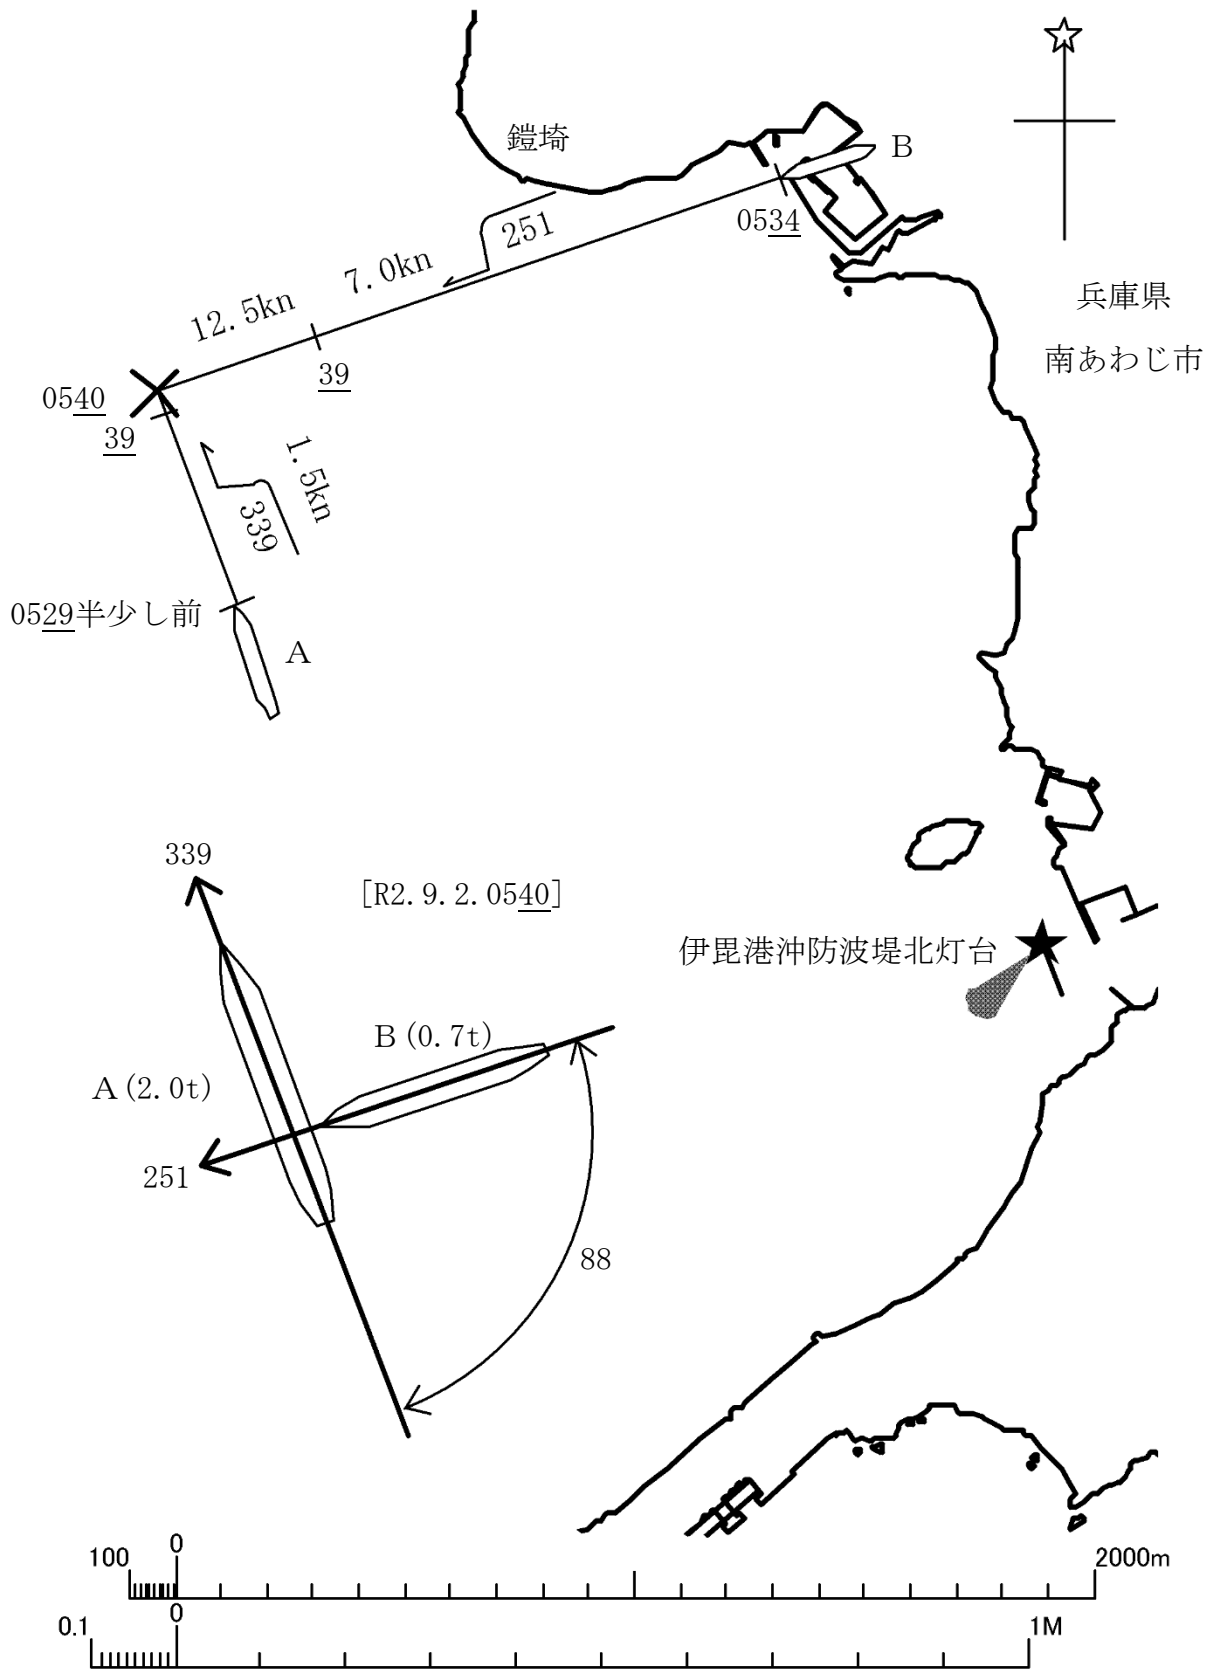 鎧埼
B
0534
251
7.0kn
12.5kn
39
兵庫県
南あわじ市
0540
39
1.5kn
339
0529半少し前
A
339
[R2.9.2.0540]
伊毘港沖防波堤北灯台
B(0.7t)
A(2.0t)
251
88
100
0
2000m
0.1
0
1M